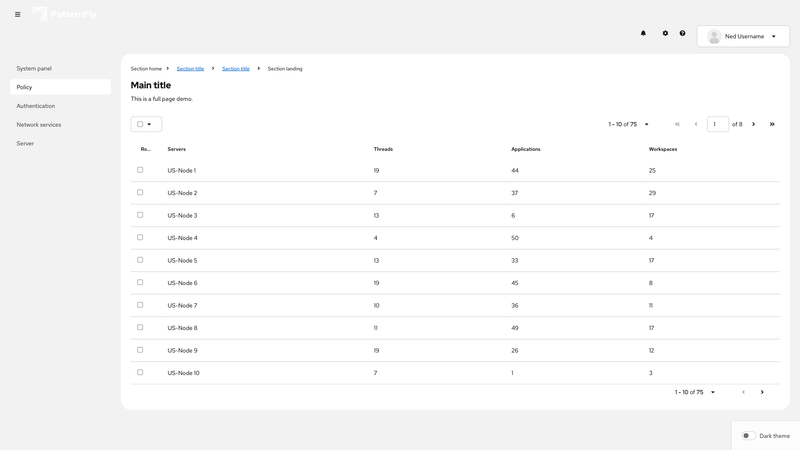 PatternFly
Ned Username
System panel
Policy
Authentication
Network services
Server
Section home Section title Section title Section landing
Main title
This is a full page demo.
1 - 10 of 75 1 of 8
Ro... Servers Threads Applications Workspaces
US-Node 1 19 44 25
US-Node 2 7 37 29
US-Node 3 13 6 17
US-Node 4 4 50 4
US-Node 5 13 33 17
US-Node 6 19 45 8
US-Node 7 10 36 11
US-Node 8 11 49 17
US-Node 9 19 26 12
US-Node 10 7 1 3
1 - 10 of 75
Dark theme